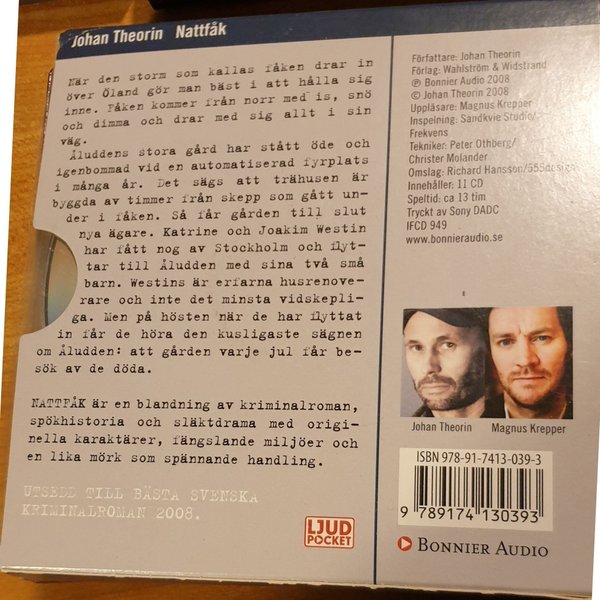 Johan Theorin Nattfåk
När den storm som kallas fåken drar in
över Öland gör man bäst i att hålla sig
inne. Fåken kommer från norr med is, snö
och dimma och drar med sig allt i sin
väg.
Åluddens stora gård har stått öde och
igenbommad vid en automatiserad fyrplats
i många år. Det sägs att trähusen är
byggda av timmer från skepp som gått un-
der i fåken. Så får gården till slut
nya ägare. Katrine och Joakim Westin
har fått nog av Stockholm och flyt-
tar till Åludden med sina två små
barn. Westins är erfarna husrenove-
rare och inte det minsta vidskepli-
ga. Men på hösten när de har flyttat
in får de höra den kusligaste sägnen
om Åludden: att gården varje jul får be-
sök av de döda.
NATTFÅK är en blandning av kriminalroman,
spökhistoria och släktdrama med origi-
nella karaktärer, fängslande miljöer och
en lika mörk som spännande handling.
UTSEDD TILL BÄSTA SVENSKA
KRIMINALROMAN 2008.
LJUD
POCKET
Författare: Johan Theorin
Förlag: Wahlström & Widstrand
℗ Bonnier Audio 2008
© Johan Theorin 2008
Uppläsare: Magnus Krepper
Inspelning: Sandkvie Studio/
Frekvens
Tekniker: Peter Othberg/
Christer Molander
Omslag: Richard Hansson/555design
Innehåller: 11 CD
Speltid: ca 13 tim
Tryckt av Sony DADC
IFCD 949
www.bonnieraudio.se
Johan Theorin Magnus Krepper
ISBN 978-91-7413-039-3
9 789174 130393
BONNIER AUDIO